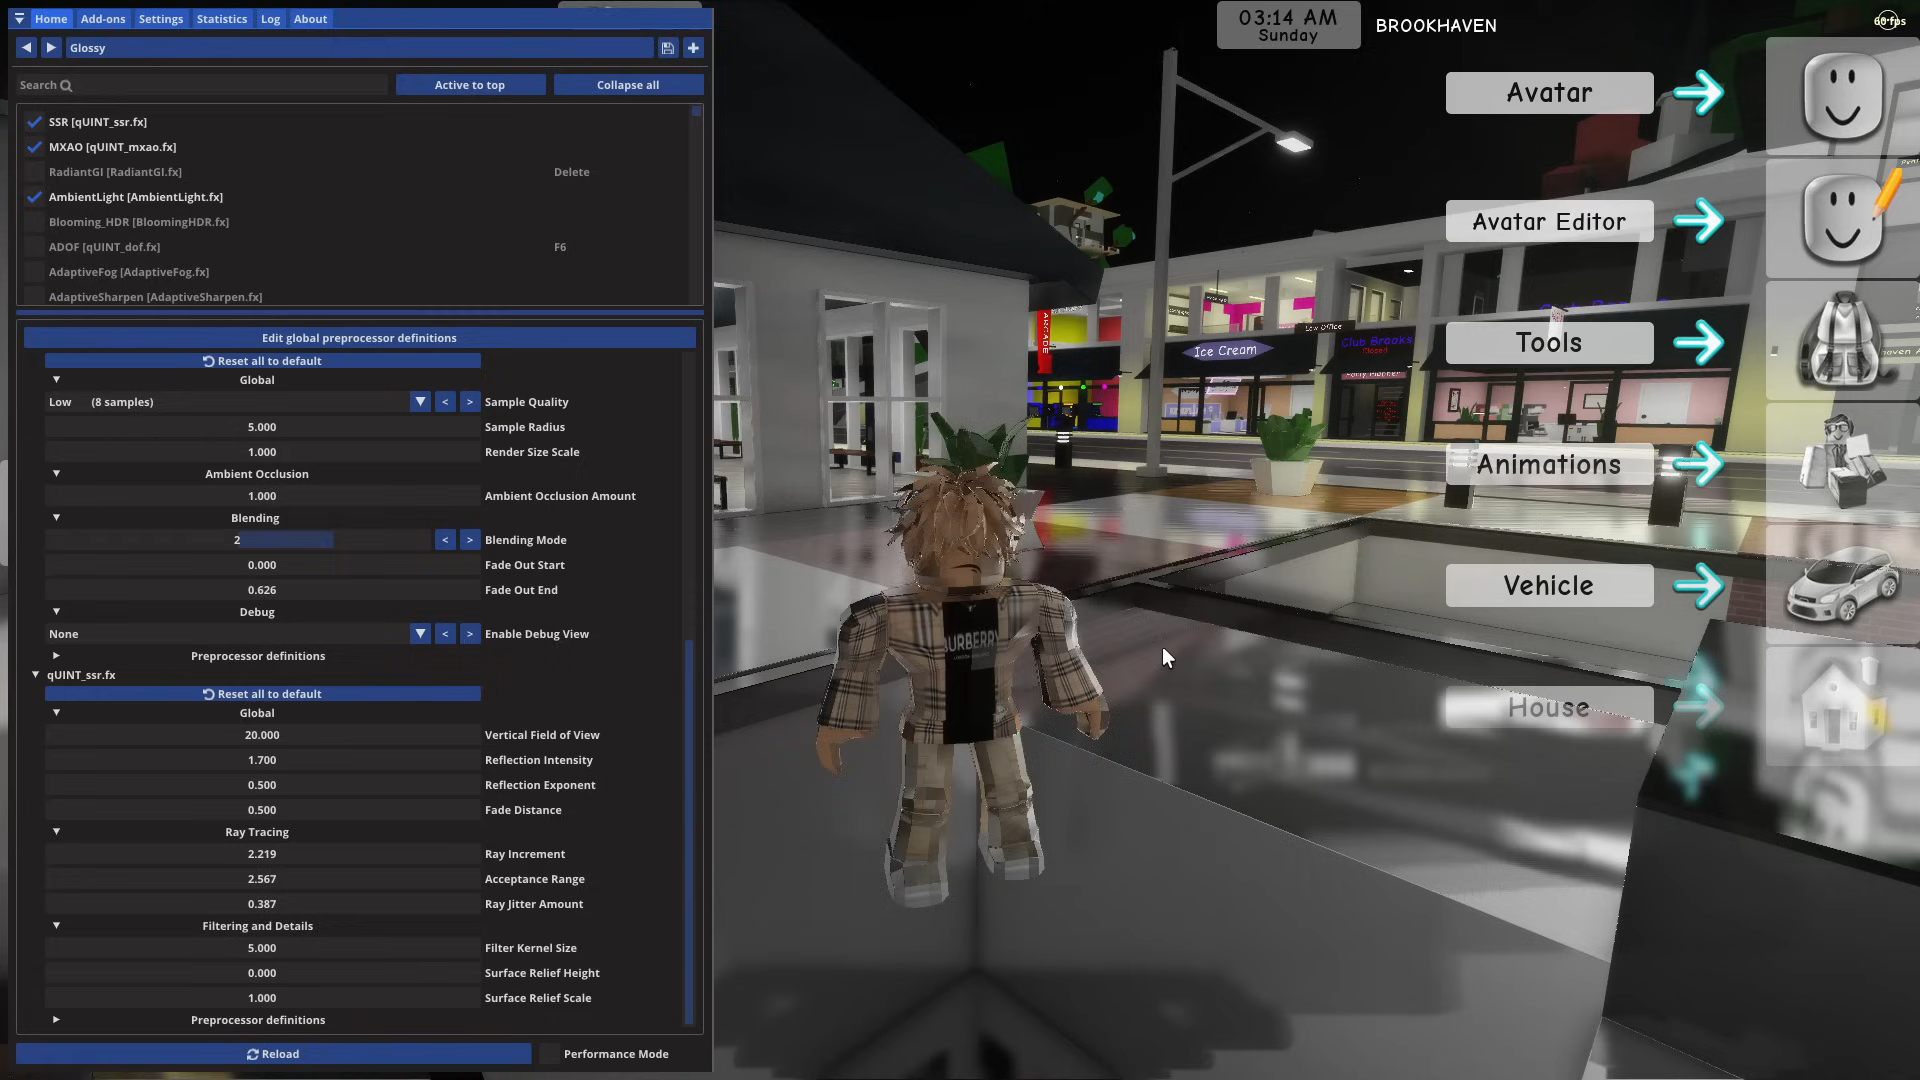 Home Add-ons Settings Statistics Log About
Glossy
Search
Active to top
Collapse all
SSR [qUINT_ssr.fx]
MXAO [qUINT_mxao.fx]
RadiantGI [RadiantGI.fx] Delete
AmbientLight [AmbientLight.fx]
Blooming_HDR [BloomingHDR.fx]
ADOF [qUINT_dof.fx] F6
AdaptiveFog [AdaptiveFog.fx]
AdaptiveSharpen [AdaptiveSharpen.fx]
Edit global preprocessor definitions
Reset all to default
Global
Low (8 samples) < > Sample Quality
5.000 Sample Radius
1.000 Render Size Scale
Ambient Occlusion
1.000 Ambient Occlusion Amount
Blending
2 < > Blending Mode
0.000 Fade Out Start
0.626 Fade Out End
Debug
None < > Enable Debug View
Preprocessor definitions
qUINT_ssr.fx
Reset all to default
Global
20.000 Vertical Field of View
1.700 Reflection Intensity
0.500 Reflection Exponent
0.500 Fade Distance
Ray Tracing
2.219 Ray Increment
2.567 Acceptance Range
0.387 Ray Jitter Amount
Filtering and Details
5.000 Filter Kernel Size
0.000 Surface Relief Height
1.000 Surface Relief Scale
Preprocessor definitions
Reload
Performance Mode
03:14 AM
Sunday
BROOKHAVEN
60 fps
Avatar
Avatar Editor
Tools
Animations
Vehicle
House
ARCADE
Ice Cream
Law Office
Club Brooks
Closed
BURBERRY